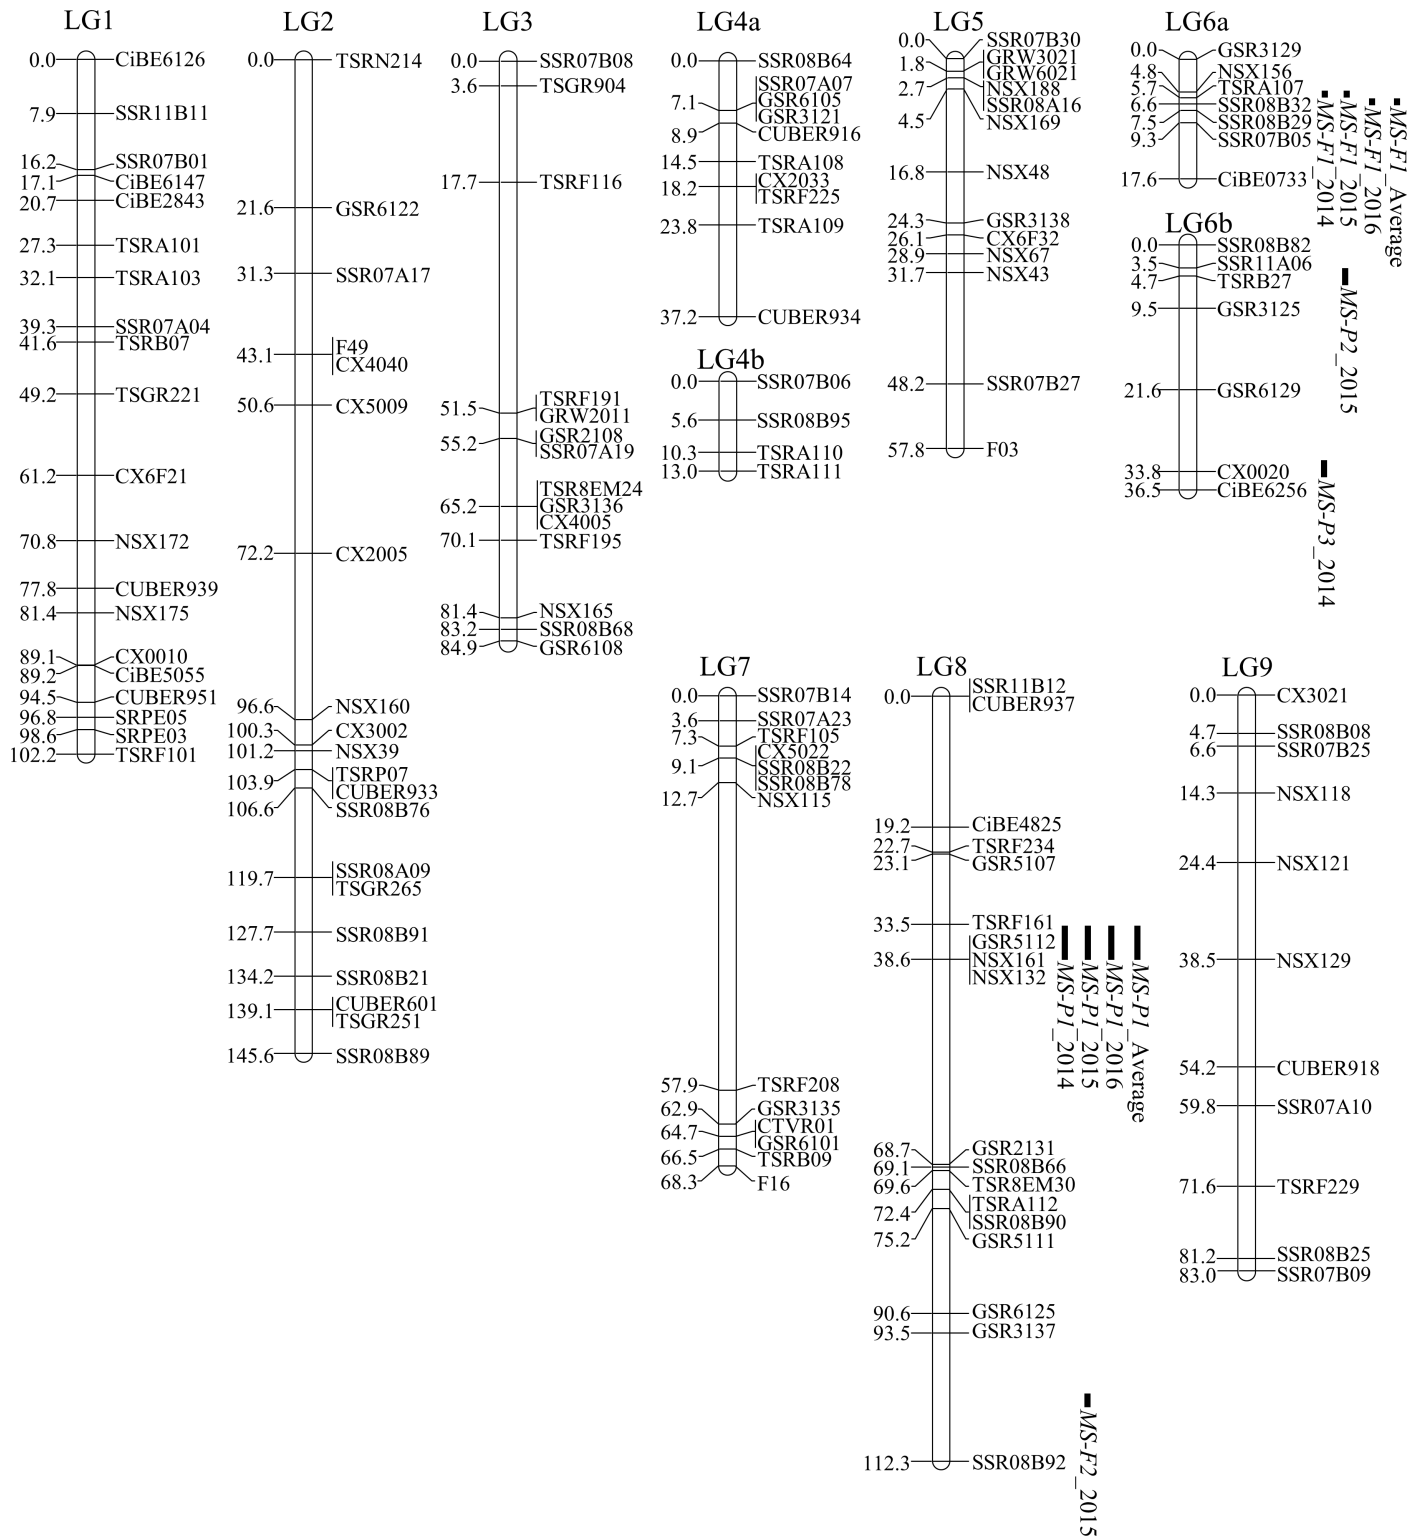 LG1
0.0 CiBE6126
7.9 SSR11B11
16.2 SSR07B01
17.1 CiBE6147
20.7 CiBE2843
27.3 TSRA101
32.1 TSRA103
39.3 SSR07A04
41.6 TSRB07
49.2 TSGR221
61.2 CX6F21
70.8 NSX172
77.8 CUBER939
81.4 NSX175
89.1 CX0010
89.2 CiBE5055
94.5 CUBER951
96.8 SRPE05
98.6 SRPE03
102.2 TSRF101
LG2
0.0 TSRN214
21.6 GSR6122
31.3 SSR07A17
43.1 F49
CX4040
50.6 CX5009
72.2 CX2005
96.6 NSX160
100.3 CX3002
101.2 NSX39
103.9 TSRP07
CUBER933
106.6 SSR08B76
119.7 SSR08A09
TSGR265
127.7 SSR08B91
134.2 SSR08B21
139.1 CUBER601
TSGR251
145.6 SSR08B89
LG3
0.0 SSR07B08
3.6 TSGR904
17.7 TSRF116
51.5 TSRF191
GRW2011
55.2 GSR2108
SSR07A19
TSR8EM24
65.2 GSR3136
CX4005
70.1 TSRF195
81.4 NSX165
83.2 SSR08B68
84.9 GSR6108
LG4a
0.0 SSR08B64
SSR07A07
7.1 GSR6105
GSR3121
8.9 CUBER916
14.5 TSRA108
18.2 CX2033
TSRF225
23.8 TSRA109
37.2 CUBER934
LG4b
0.0 SSR07B06
5.6 SSR08B95
10.3 TSRA110
13.0 TSRA111
LG5
0.0 SSR07B30
1.8 GRW3021
GRW6021
2.7 NSX188
SSR08A16
4.5 NSX169
16.8 NSX48
24.3 GSR3138
26.1 CX6F32
28.9 NSX67
31.7 NSX43
48.2 SSR07B27
57.8 F03
LG6a
0.0 GSR3129
4.8 NSX156
5.7 TSRA107
6.6 SSR08B32
7.5 SSR08B29
9.3 SSR07B05
17.6 CiBE0733
MS-F1_2014
MS-F1_2015
MS-F1_2016
MS-F1_Average
LG6b
0.0 SSR08B82
3.5 SSR11A06
4.7 TSRB27
9.5 GSR3125
21.6 GSR6129
33.8 CX0020
36.5 CiBE6256
MS-P2_2015
MS-P3_2014
LG7
0.0 SSR07B14
3.6 SSR07A23
7.3 TSRF105
CX5022
9.1 SSR08B22
SSR08B78
12.7 NSX115
57.9 TSRF208
62.9 GSR3135
64.7 CTVR01
GSR6101
66.5 TSRB09
68.3 F16
LG8
0.0 SSR11B12
CUBER937
19.2 CiBE4825
22.7 TSRF234
23.1 GSR5107
33.5 TSRF161
GSR5112
38.6 NSX161
NSX132
68.7 GSR2131
69.1 SSR08B66
69.6 TSR8EM30
72.4 TSRA112
SSR08B90
75.2 GSR5111
90.6 GSR6125
93.5 GSR3137
112.3 SSR08B92
MS-P1_2014
MS-P1_2015
MS-P1_2016
MS-P1_Average
MS-F2_2015
LG9
0.0 CX3021
4.7 SSR08B08
6.6 SSR07B25
14.3 NSX118
24.4 NSX121
38.5 NSX129
54.2 CUBER918
59.8 SSR07A10
71.6 TSRF229
81.2 SSR08B25
83.0 SSR07B09